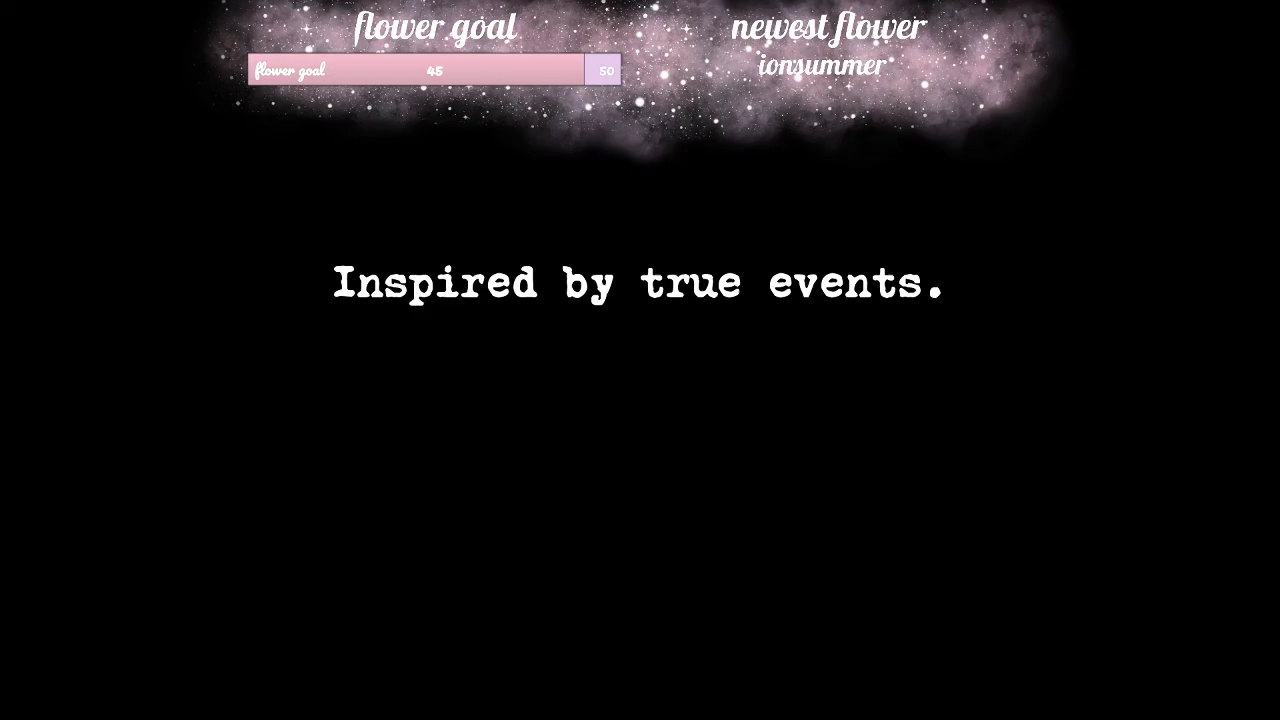 flower goal
flower goal 45 50
newest flower
ionsummer
Inspired by true events.